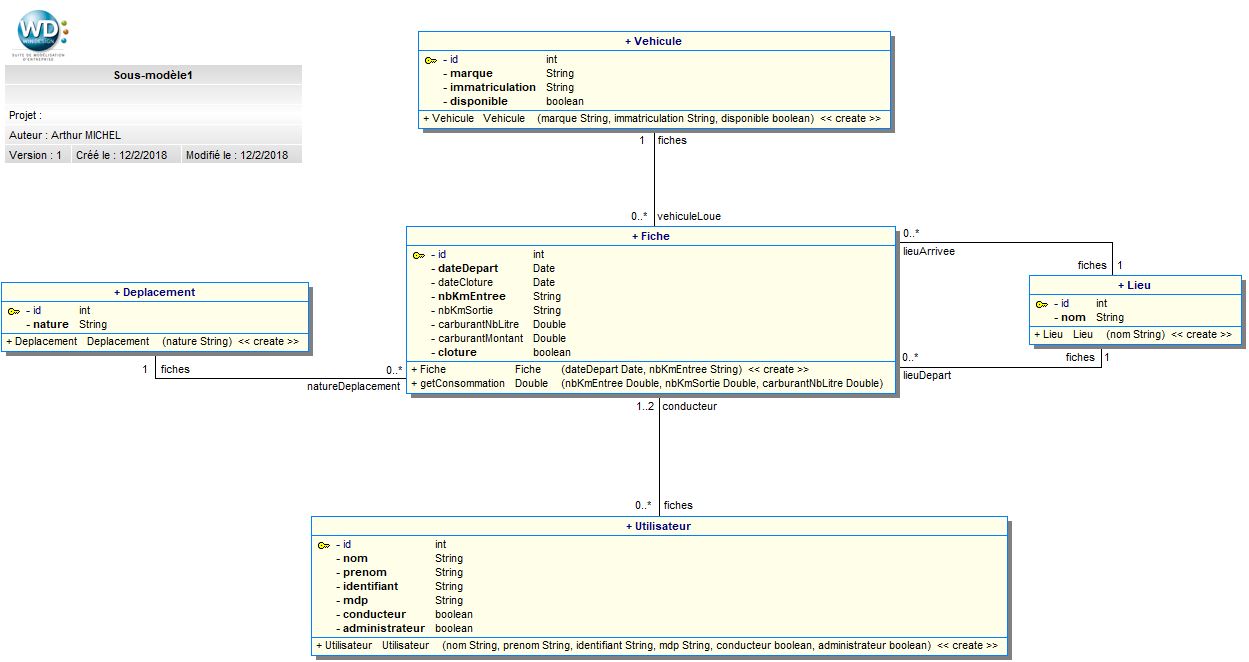 WD
WIN'DESIGN
SUITE DE MODÉLISATION
D'ENTREPRISE
Sous-modèle1
Projet :
Auteur : Arthur MICHEL
Version : 1 Créé le : 12/2/2018 Modifié le : 12/2/2018
+ Vehicule
- id int
- marque String
- immatriculation String
- disponible boolean
+ Vehicule Vehicule (marque String, immatriculation String, disponible boolean) << create >>
1 fiches
0..* vehiculeLoue
+ Fiche
- id int
- dateDepart Date
- dateCloture Date
- nbKmEntree String
- nbKmSortie String
- carburantNbLitre Double
- carburantMontant Double
- cloture boolean
+ Fiche Fiche (dateDepart Date, nbKmEntree String) << create >>
+ getConsommation Double (nbKmEntree Double, nbKmSortie Double, carburantNbLitre Double)
0..*
lieuArrivee
fiches 1
+ Lieu
- id int
- nom String
+ Lieu Lieu (nom String) << create >>
fiches 1
0..*
lieuDepart
+ Deplacement
- id int
- nature String
+ Deplacement Deplacement (nature String) << create >>
1 fiches
0..*
natureDeplacement
1..2 conducteur
0..* fiches
+ Utilisateur
- id int
- nom String
- prenom String
- identifiant String
- mdp String
- conducteur boolean
- administrateur boolean
+ Utilisateur Utilisateur (nom String, prenom String, identifiant String, mdp String, conducteur boolean, administrateur boolean) << create >>